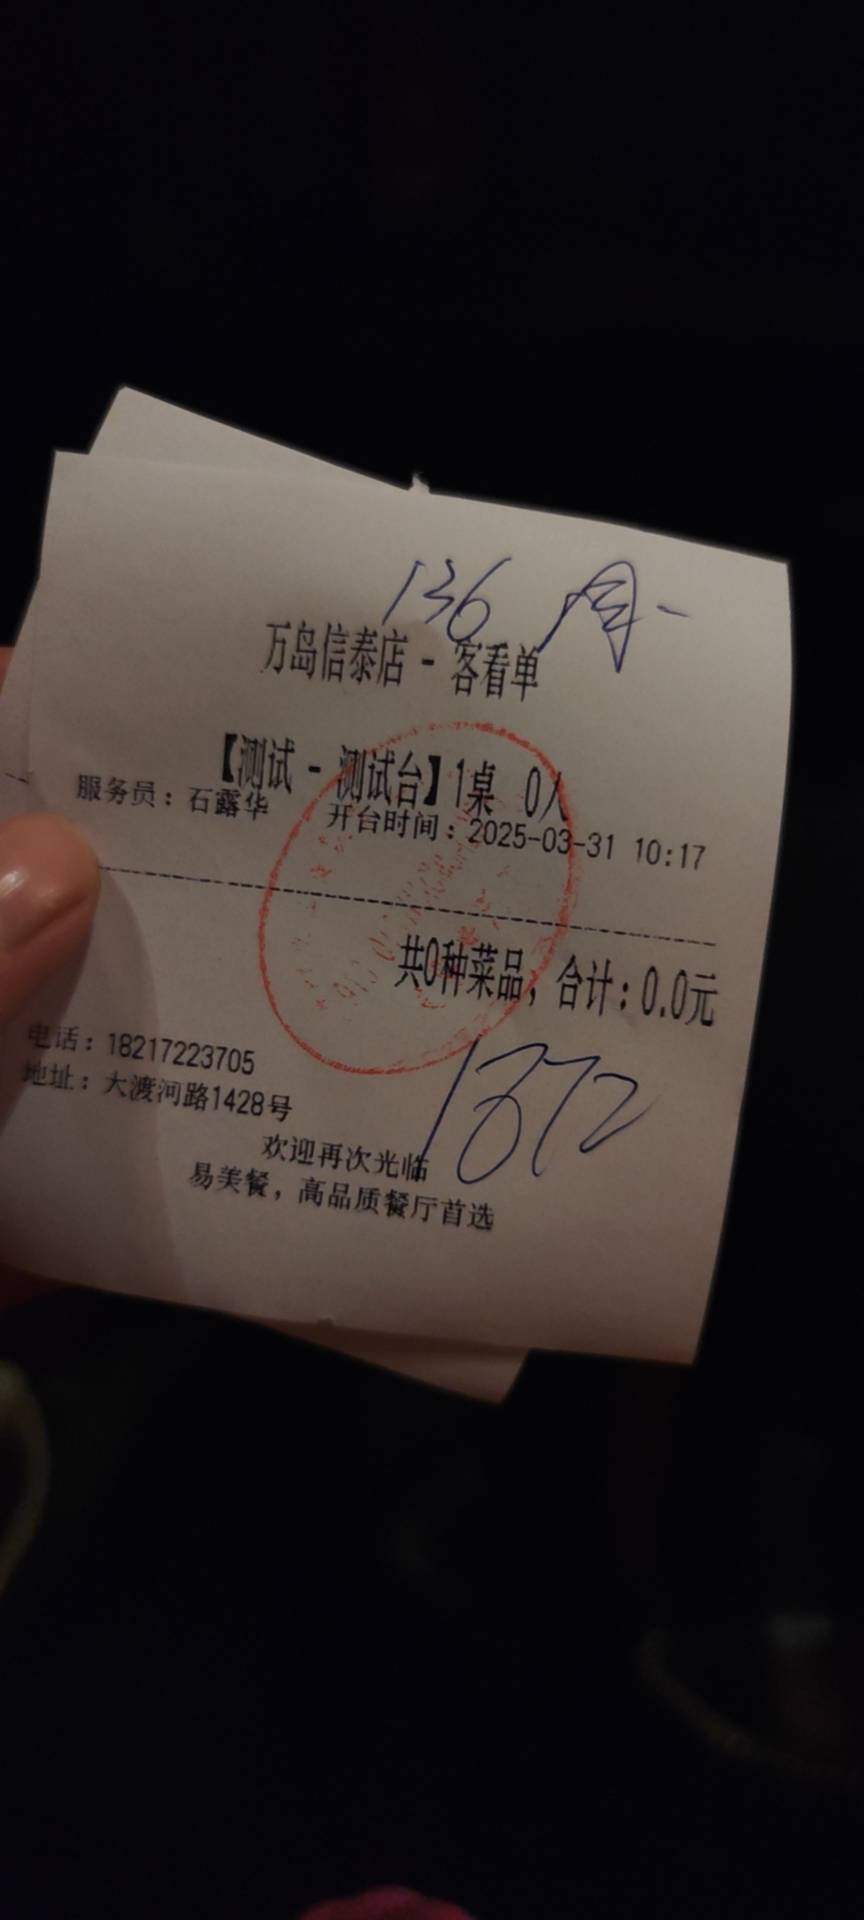 136 周一
万岛信泰店 - 客看单
【测试 - 测试台】1桌 0人
服务员：石露华 开台时间：2025-03-31 10:17
共0种菜品，合计：0.0元
1372
电话：18217223705
地址：大渡河路1428号
欢迎再次光临
易美餐，高品质餐厅首选